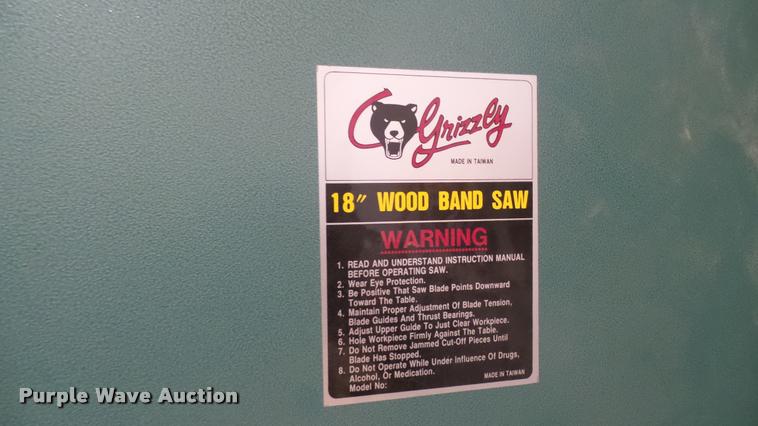 Grizzly
MADE IN TAIWAN
18" WOOD BAND SAW
WARNING
1. READ AND UNDERSTAND INSTRUCTION MANUAL
BEFORE OPERATING SAW.
2. Wear Eye Protection.
3. Be Positive That Saw Blade Points Downward
Toward The Table.
4. Maintain Proper Adjustment Of Blade Tension,
Blade Guides And Thrust Bearings.
5. Adjust Upper Guide To Just Clear Workpiece.
6. Hole Workpiece Firmly Against The Table.
7. Do Not Remove Jammed Cut-Off Pieces Until
Blade Has Stopped.
8. Do Not Operate While Under Influence Of Drugs,
Alcohol, Or Medication.
Model No: MADE IN TAIWAN
Purple Wave Auction